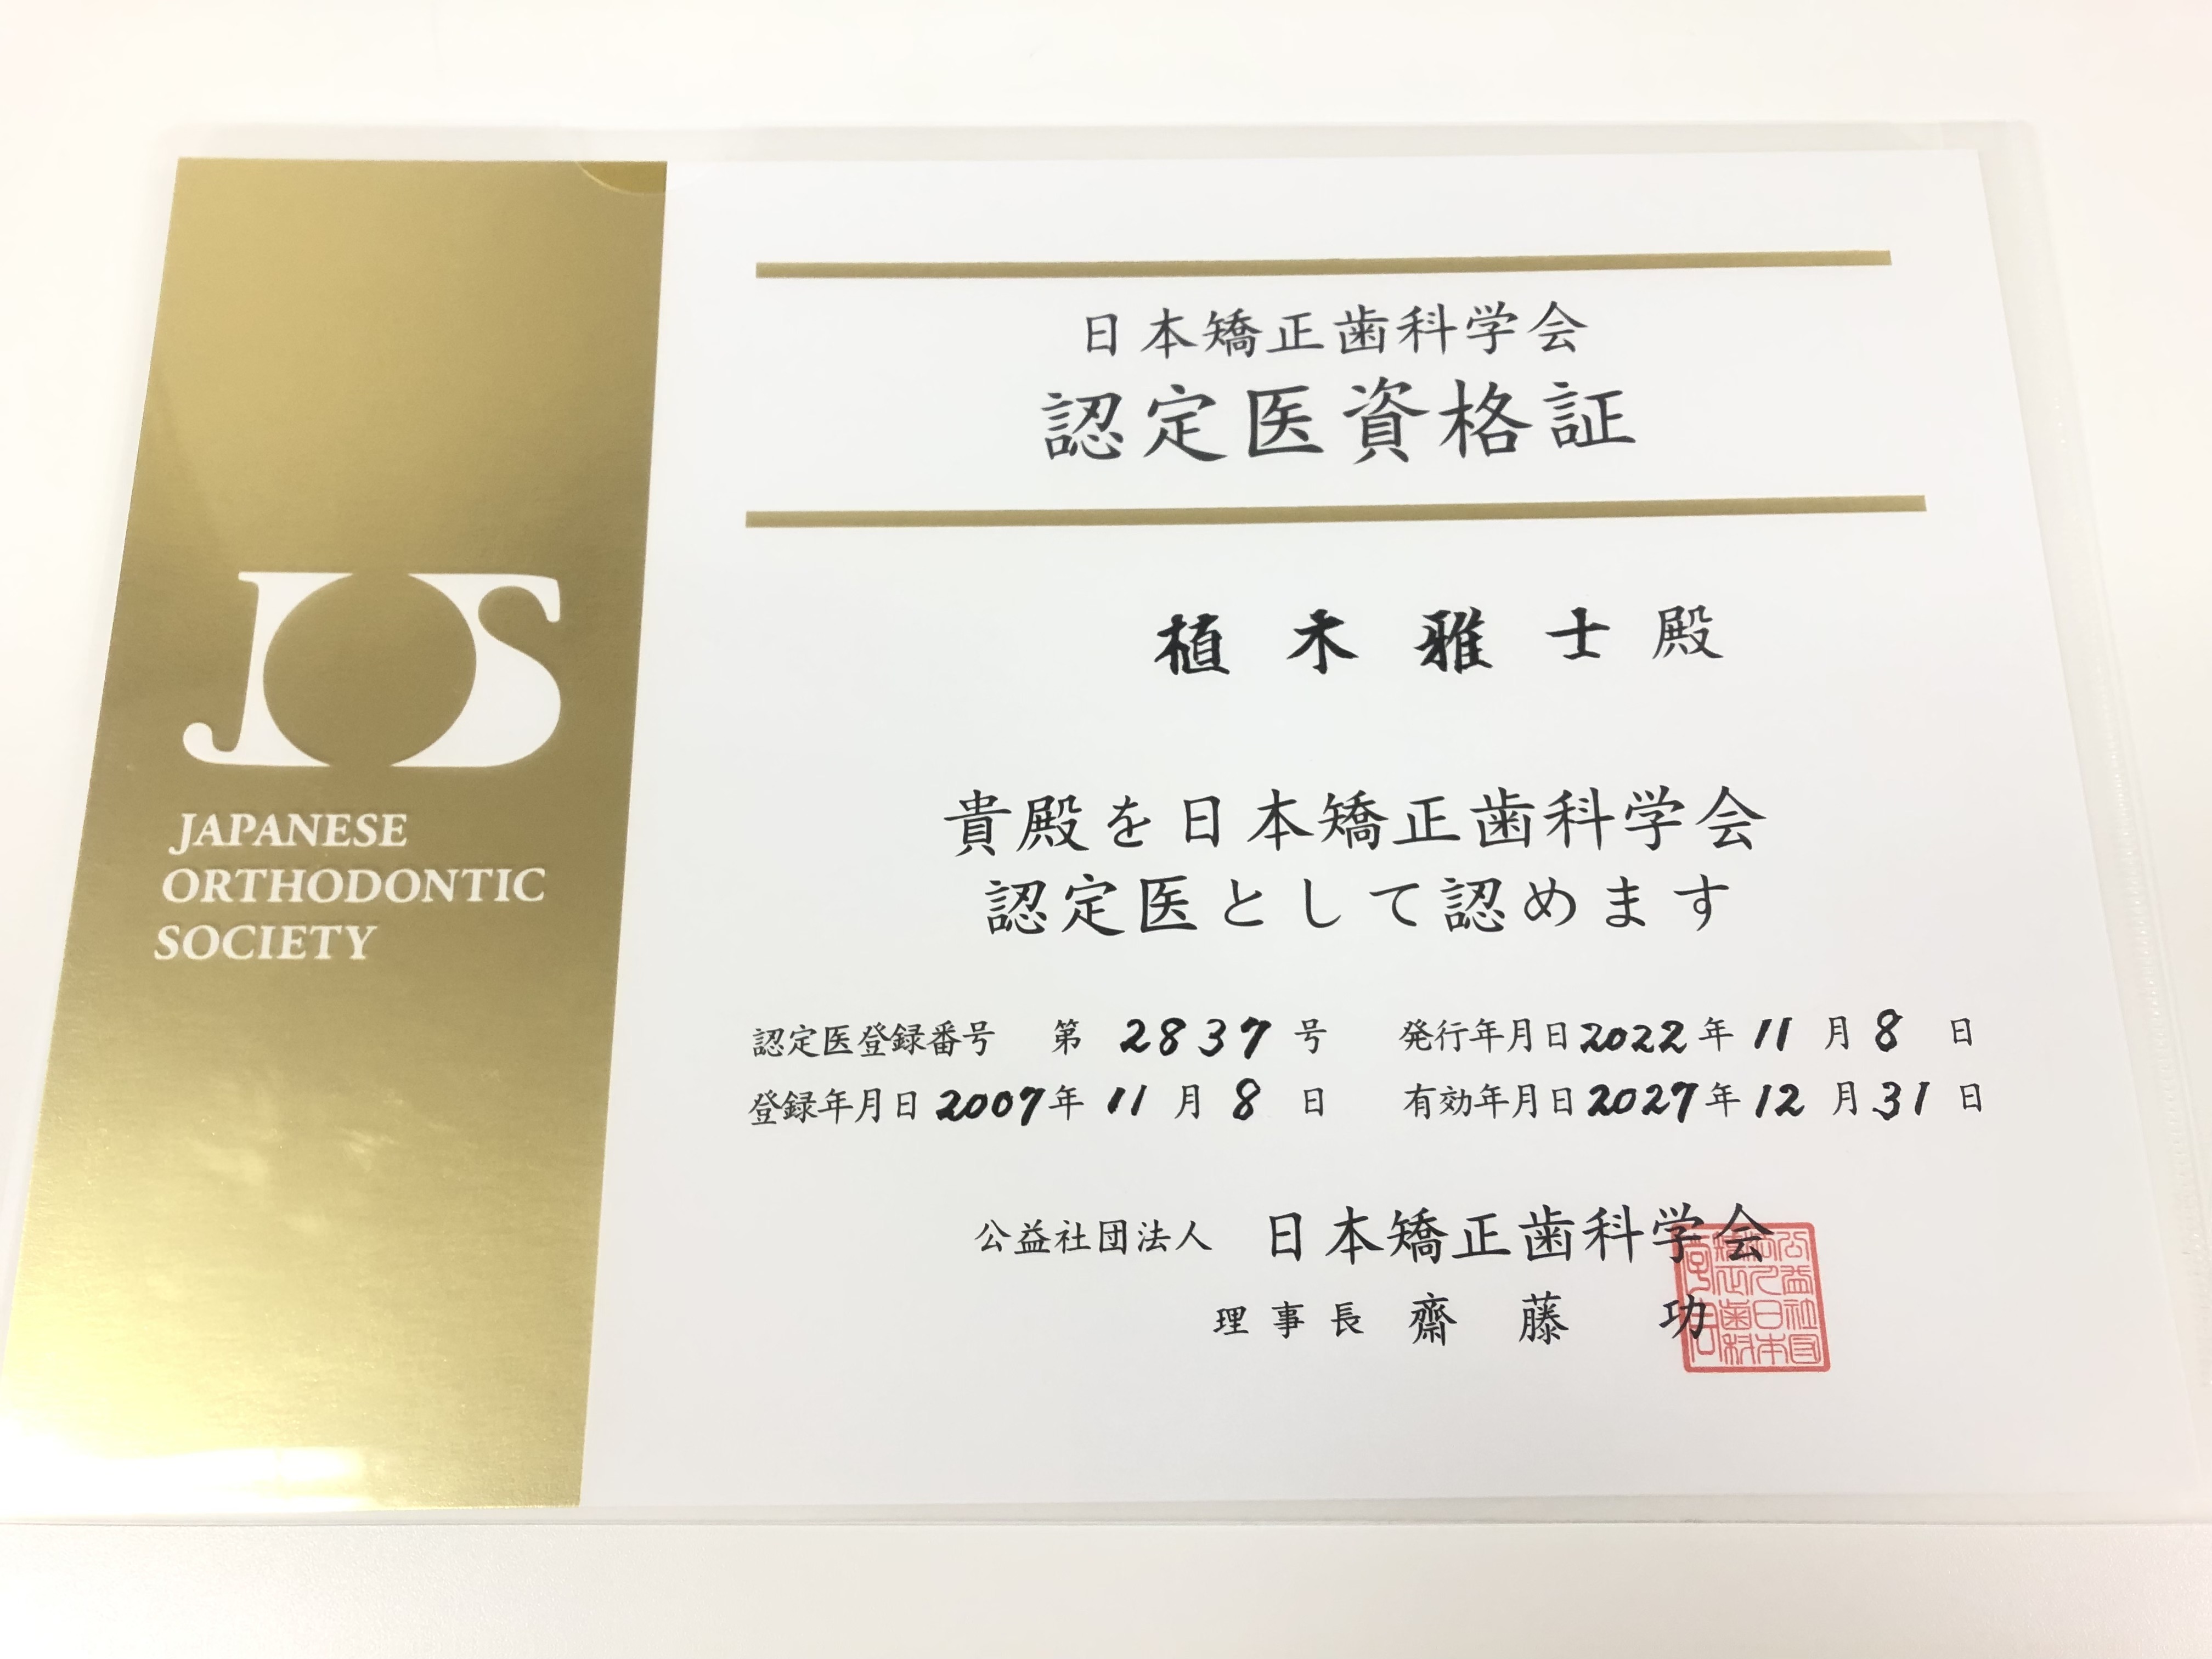 JOS
JAPANESE
ORTHODONTIC
SOCIETY
日本矯正歯科学会
認定医資格証
植木雅士殿
貴殿を日本矯正歯科学会
認定医として認めます
認定医登録番号 第 2837 号 発行年月日 2022 年 11 月 8 日
登録年月日 2007 年 11 月 8 日 有効年月日 2027 年 12 月 31 日
公益社団法人 日本矯正歯科学会
理事長 齋藤 功